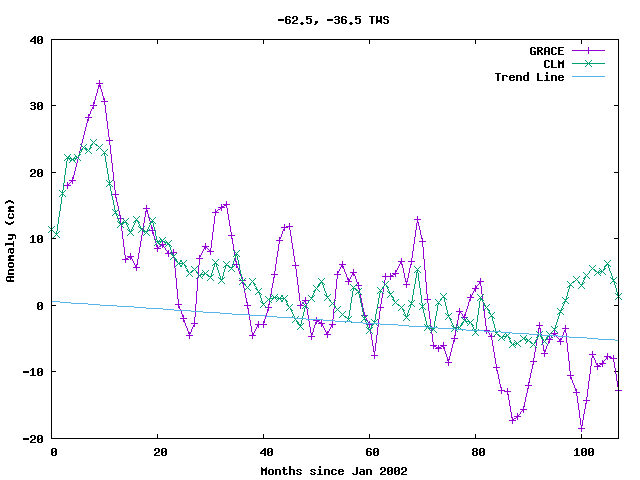 -62.5, -36.5 TWS
GRACE
CLM
Trend Line
40
30
20
10
0
-10
-20
Anomaly (cm)
0 20 40 60 80 100
Months since Jan 2002